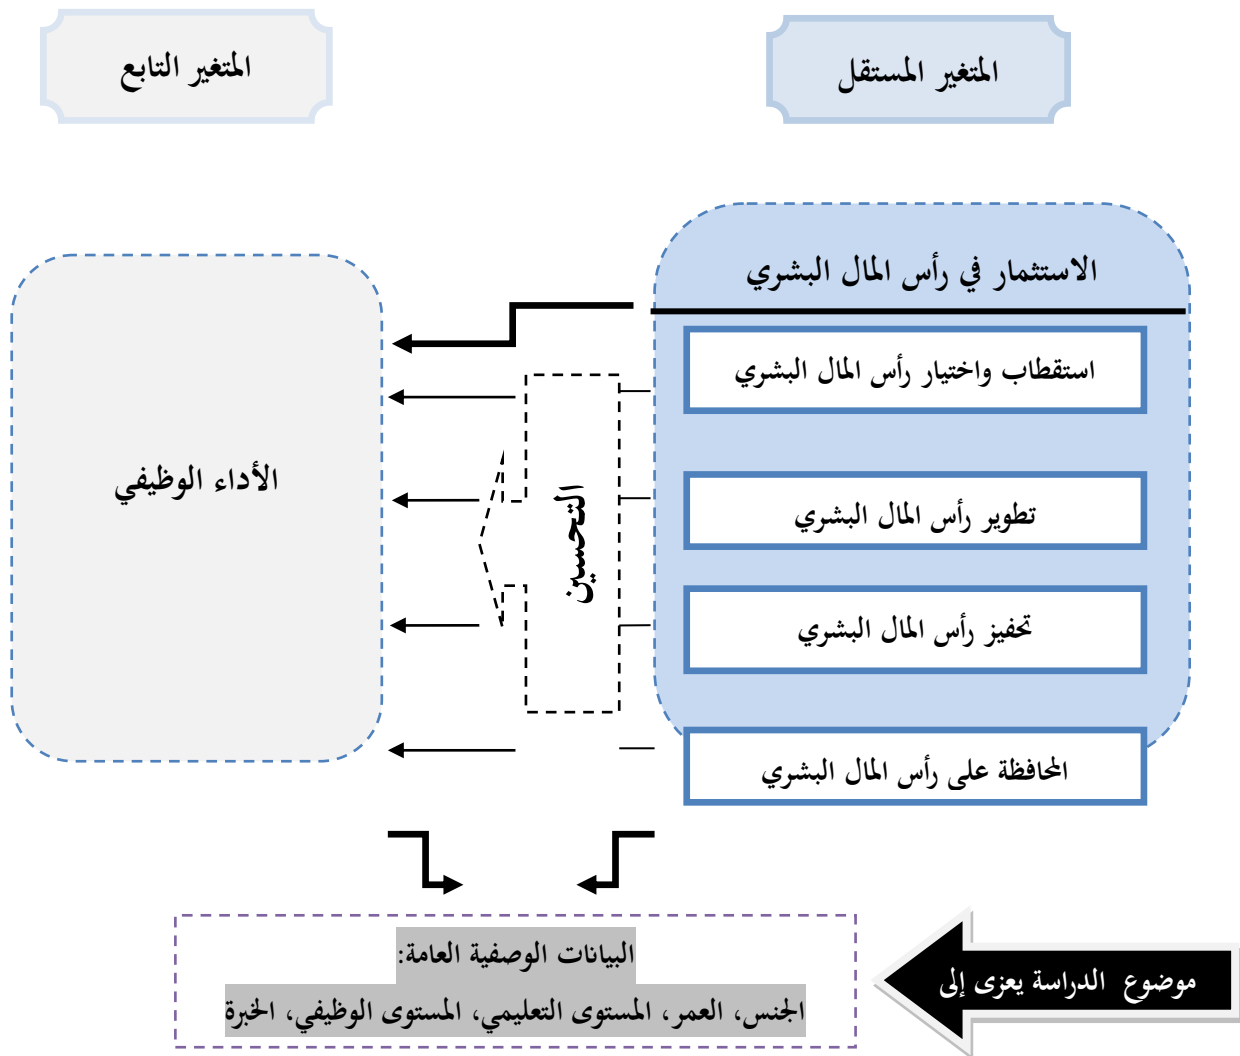 المتغير المستقل
المتغير التابع
الاستثمار في رأس المال البشري
استقطاب واختيار رأس المال البشري
تطوير رأس المال البشري
تحفيز رأس المال البشري
المحافظة على رأس المال البشري
التحسين
الأداء الوظيفي
موضوع الدراسة يعزى إلى
البيانات الوصفية العامة:
الجنس، العمر، المستوى التعليمي، المستوى الوظيفي، الخبرة